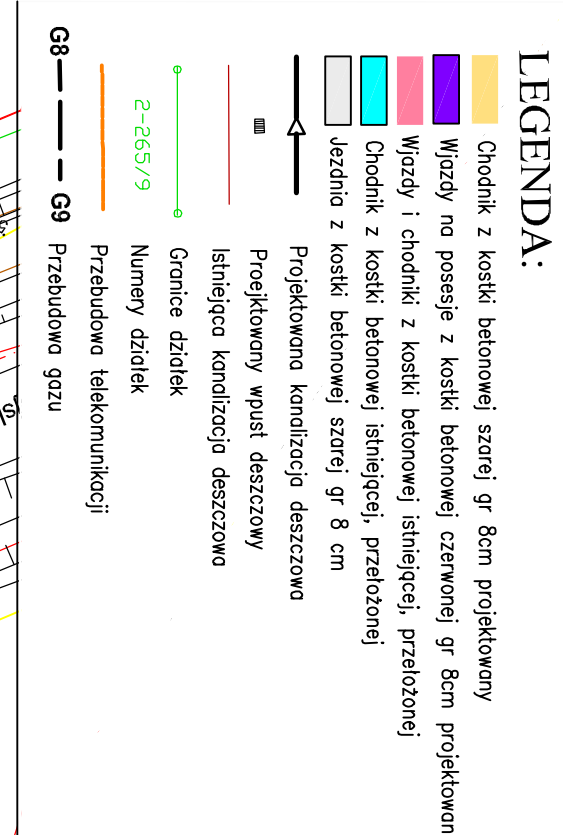 LEGENDA:
Chodnik z kostki betonowej szarej gr 8cm projektowany
Wjazdy na posesje z kostki betonowej czerwonej gr 8cm projektowan
Wjazdy i chodniki z kostki betonowej istniejącej, przełożonej
Chodnik z kostki betonowej istniejącej, przełożonej
Jezdnia z kostki betonowej szarej gr 8 cm
Projektowana kanalizacja deszczowa
Proejktowany wpust deszczowy
Istniejąca kanalizacja deszczowa
Granice działek
2-265/9 Numery działek
Przebudowa telekomunikacji
G8 G9 Przebudowa gazu